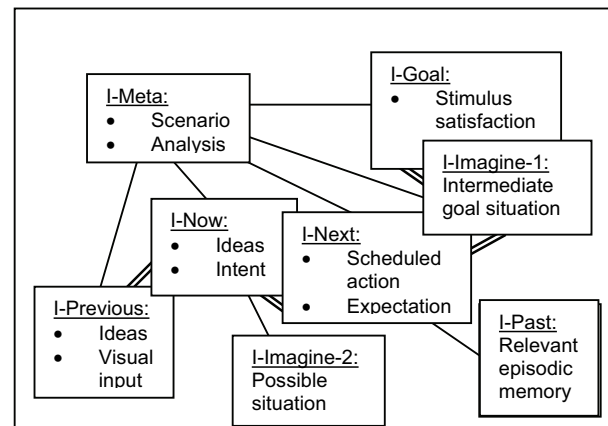 I-Meta:
• Scenario
• Analysis
I-Goal:
• Stimulus
satisfaction
I-Imagine-1:
Intermediate
goal situation
I-Now:
• Ideas
• Intent
I-Next:
• Scheduled
action
• Expectation
I-Previous:
• Ideas
• Visual
input
I-Imagine-2:
Possible
situation
I-Past:
Relevant
episodic
memory